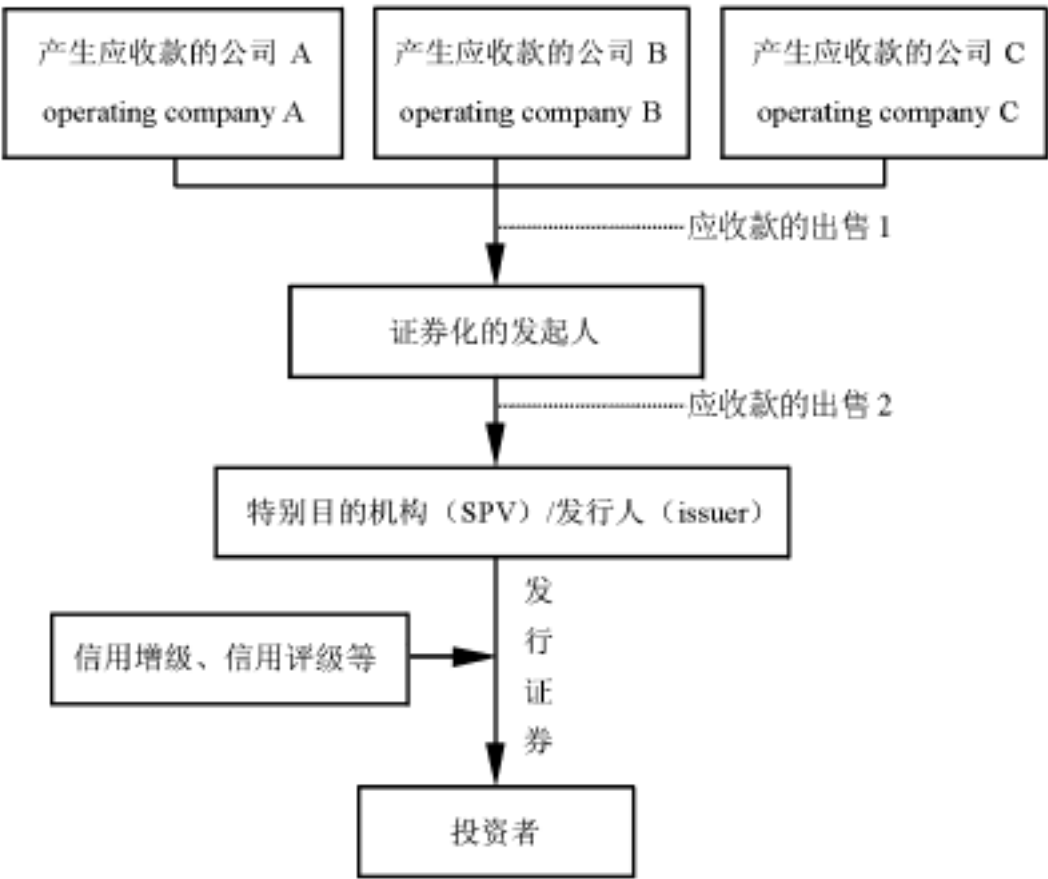 产生应收款的公司 A
operating company A
产生应收款的公司 B
operating company B
产生应收款的公司 C
operating company C
应收款的出售 1
证券化的发起人
应收款的出售 2
特别目的机构（SPV）/发行人（issuer）
发
行
证
券
信用增级、信用评级等
投资者